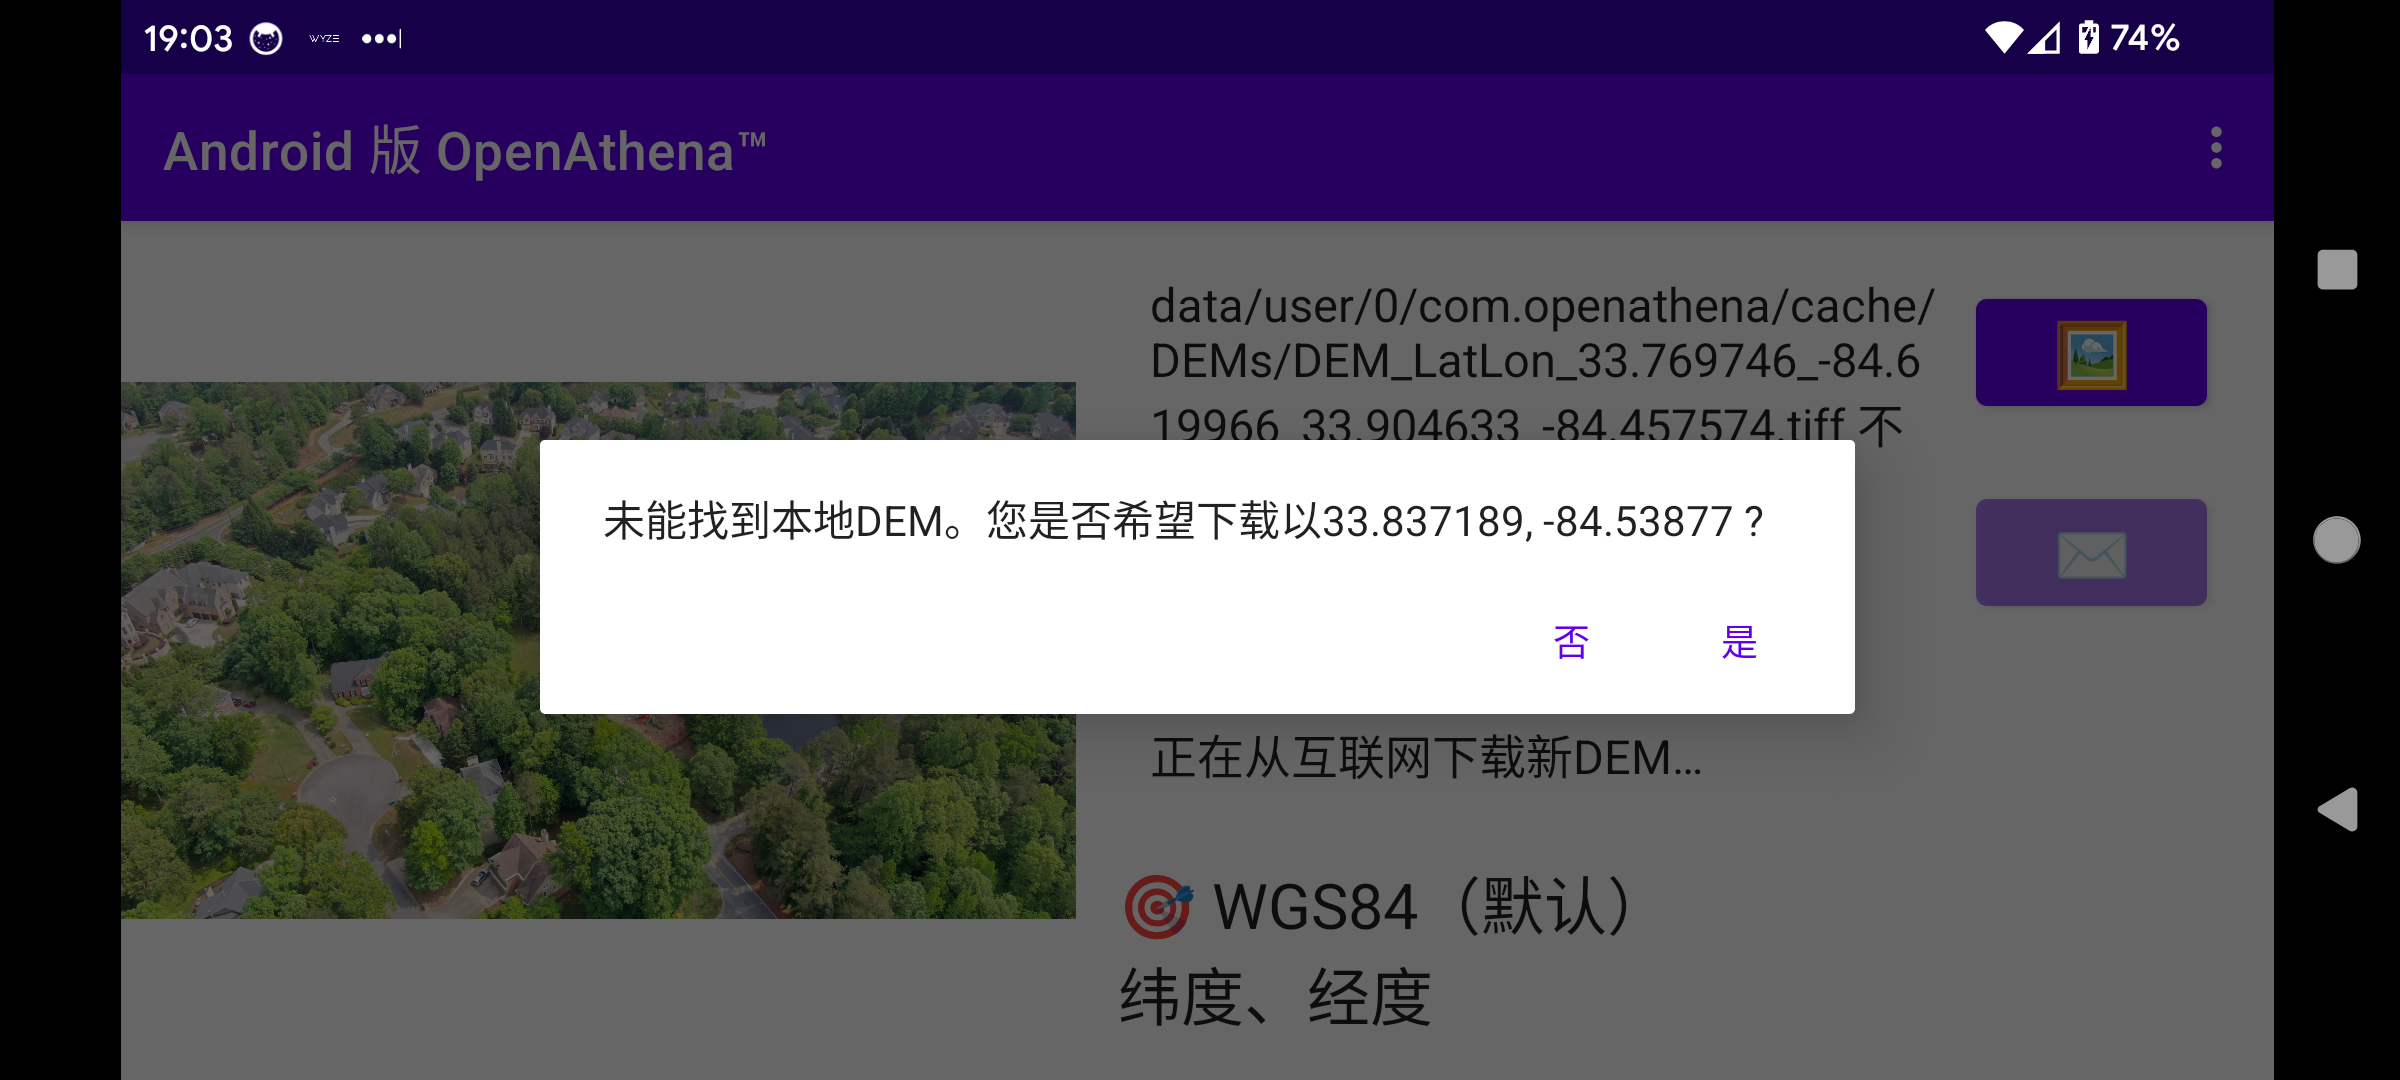 19:03 WYZE 74%
Android 版 OpenAthena™
data/user/0/com.openathena/cache/
DEMs/DEM_LatLon_33.769746_-84.6
19966_33.904633_-84.457574.tiff 不
未能找到本地DEM。您是否希望下载以33.837189, -84.53877 ?
否 是
正在从互联网下载新DEM...
WGS84（默认）
纬度、经度